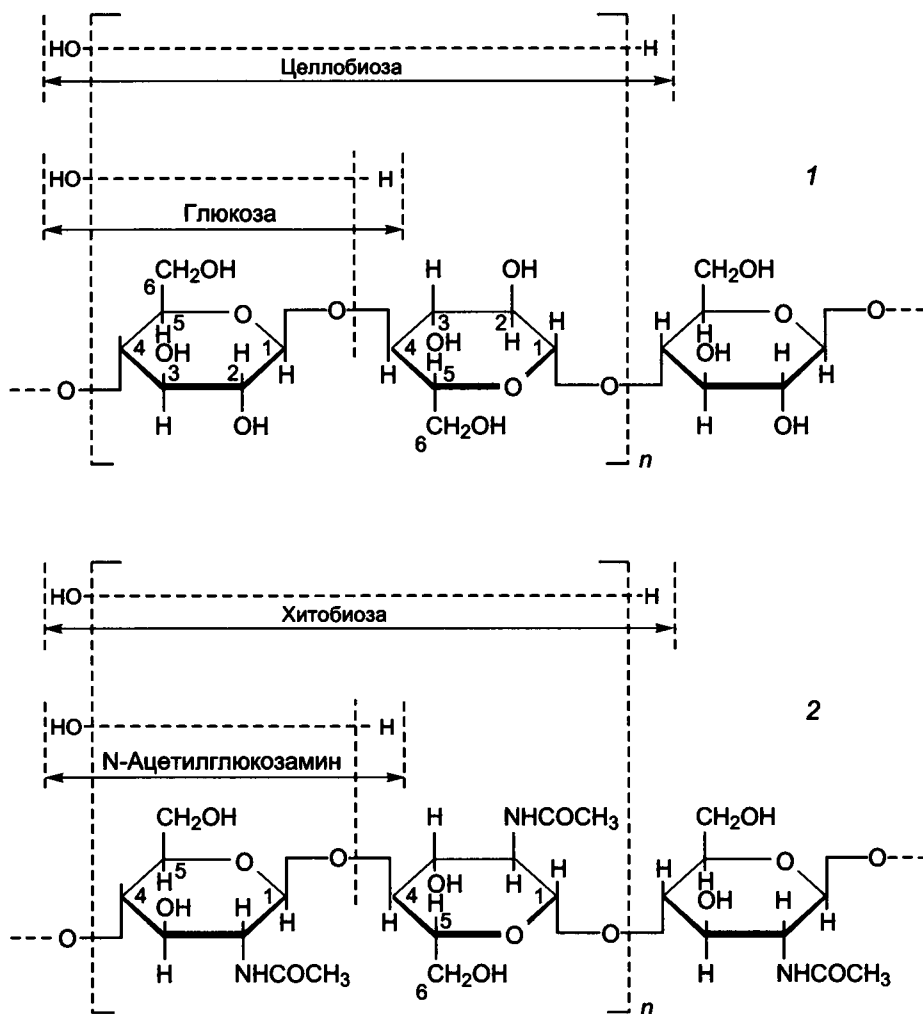 HO H
Целлобиоза
HO H 1
Глюкоза
CH₂OH H OH CH₂OH
6
5 O O 3 2 H O O
H H
4 OH H 1 4 OH H 1 H OH H
H H
O 3 2 H H 5 O O H
H OH 6 CH₂OH H OH
n
HO H
Хитобиоза
HO H 2
N-Ацетилглюкозамин
CH₂OH H NHCOCH₃ CH₂OH
5 O O H O O
H H
4 OH H 1 4 OH H 1 H OH H
H H
O H H 5 O O H
H NHCOCH₃ 6 CH₂OH H NHCOCH₃
n